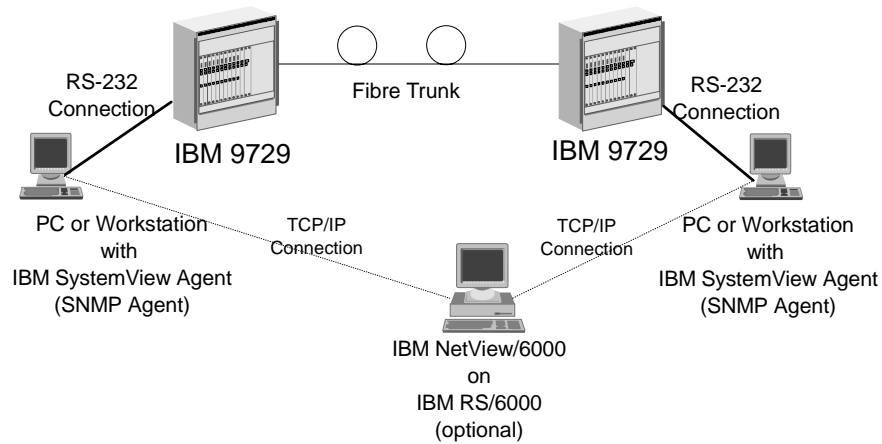 RS-232
Connection
Fibre Trunk
RS-232
Connection
IBM 9729
IBM 9729
PC or Workstation
with
IBM SystemView Agent
(SNMP Agent)
TCP/IP
Connection
TCP/IP
Connection
PC or Workstation
with
IBM SystemView Agent
(SNMP Agent)
IBM NetView/6000
on
IBM RS/6000
(optional)